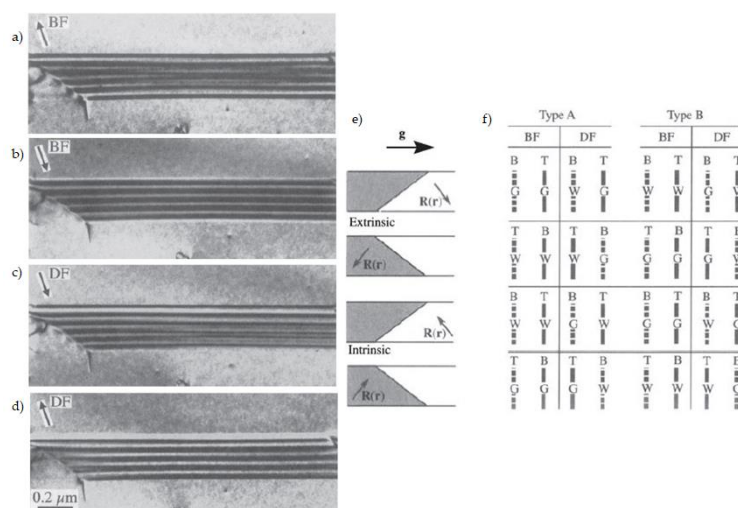 a)
BF
b)
BF
c)
DF
d)
DF
0.2 μm
e)
g
R(r)
Extrinsic
R(r)
R(r)
Intrinsic
R(r)
f)
Type A Type B
BF DF BF DF
B T B T B T B T
G G W G W W G W
T B T B T B T
W W W G G G G W
B T B T B T B T
W W G W G G W
T B T B T B T
G G G W W W W